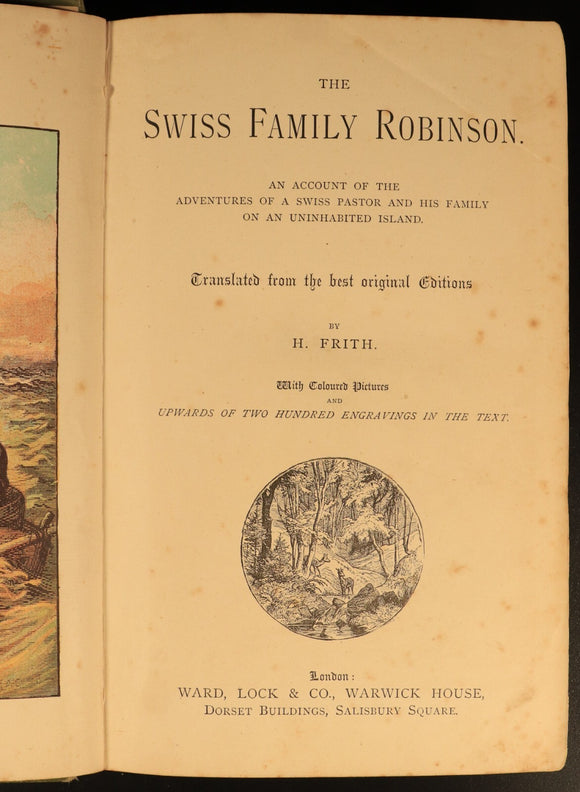 THE
SWISS FAMILY ROBINSON.
AN ACCOUNT OF THE
ADVENTURES OF A SWISS PASTOR AND HIS FAMILY
ON AN UNINHABITED ISLAND.
Translated from the best original Editions
BY
H. FRITH.
With Coloured Pictures
AND
UPWARDS OF TWO HUNDRED ENGRAVINGS IN THE TEXT.
London:
WARD, LOCK & CO., WARWICK HOUSE,
DORSET BUILDINGS, SALISBURY SQUARE.